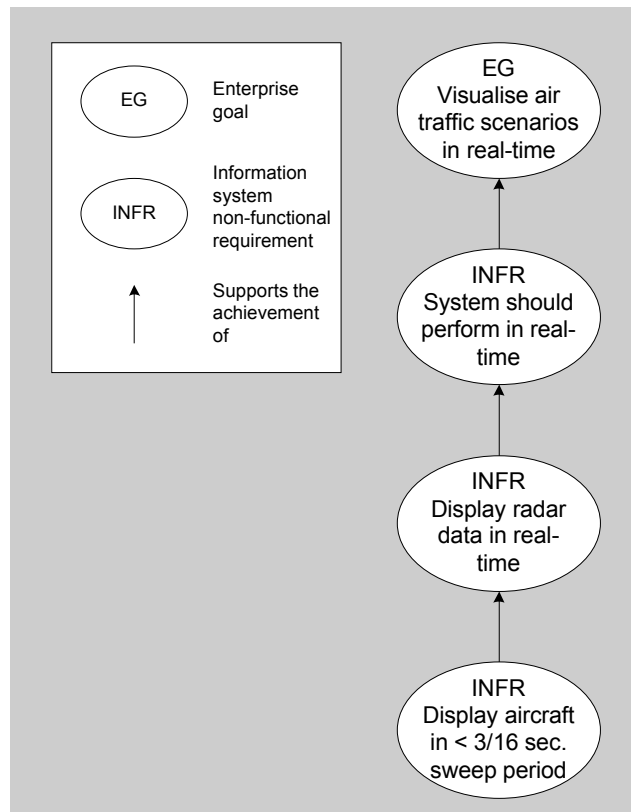 EG
Enterprise
goal
INFR
Information
system
non-functional
requirement
Supports the
achievement
of
EG
Visualise air
traffic scenarios
in real-time
INFR
System should
perform in real-
time
INFR
Display radar
data in real-
time
INFR
Display aircraft
in < 3/16 sec.
sweep period